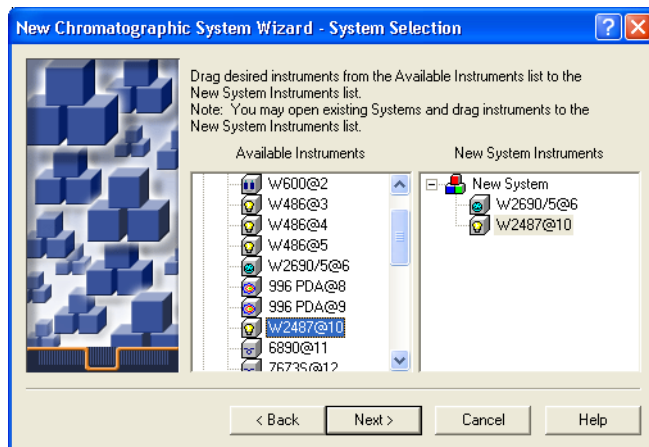 New Chromatographic System Wizard - System Selection
Drag desired instruments from the Available Instruments list to the
New System Instruments list.
Note: You may open existing Systems and drag instruments to the
New System Instruments list.
Available Instruments
W600@2
W486@3
W486@4
W486@5
W2690/5@6
996 PDA@8
996 PDA@9
W2487@10
6890@11
7673S@12
New System Instruments
New System
W2690/5@6
W2487@10
< Back
Next >
Cancel
Help